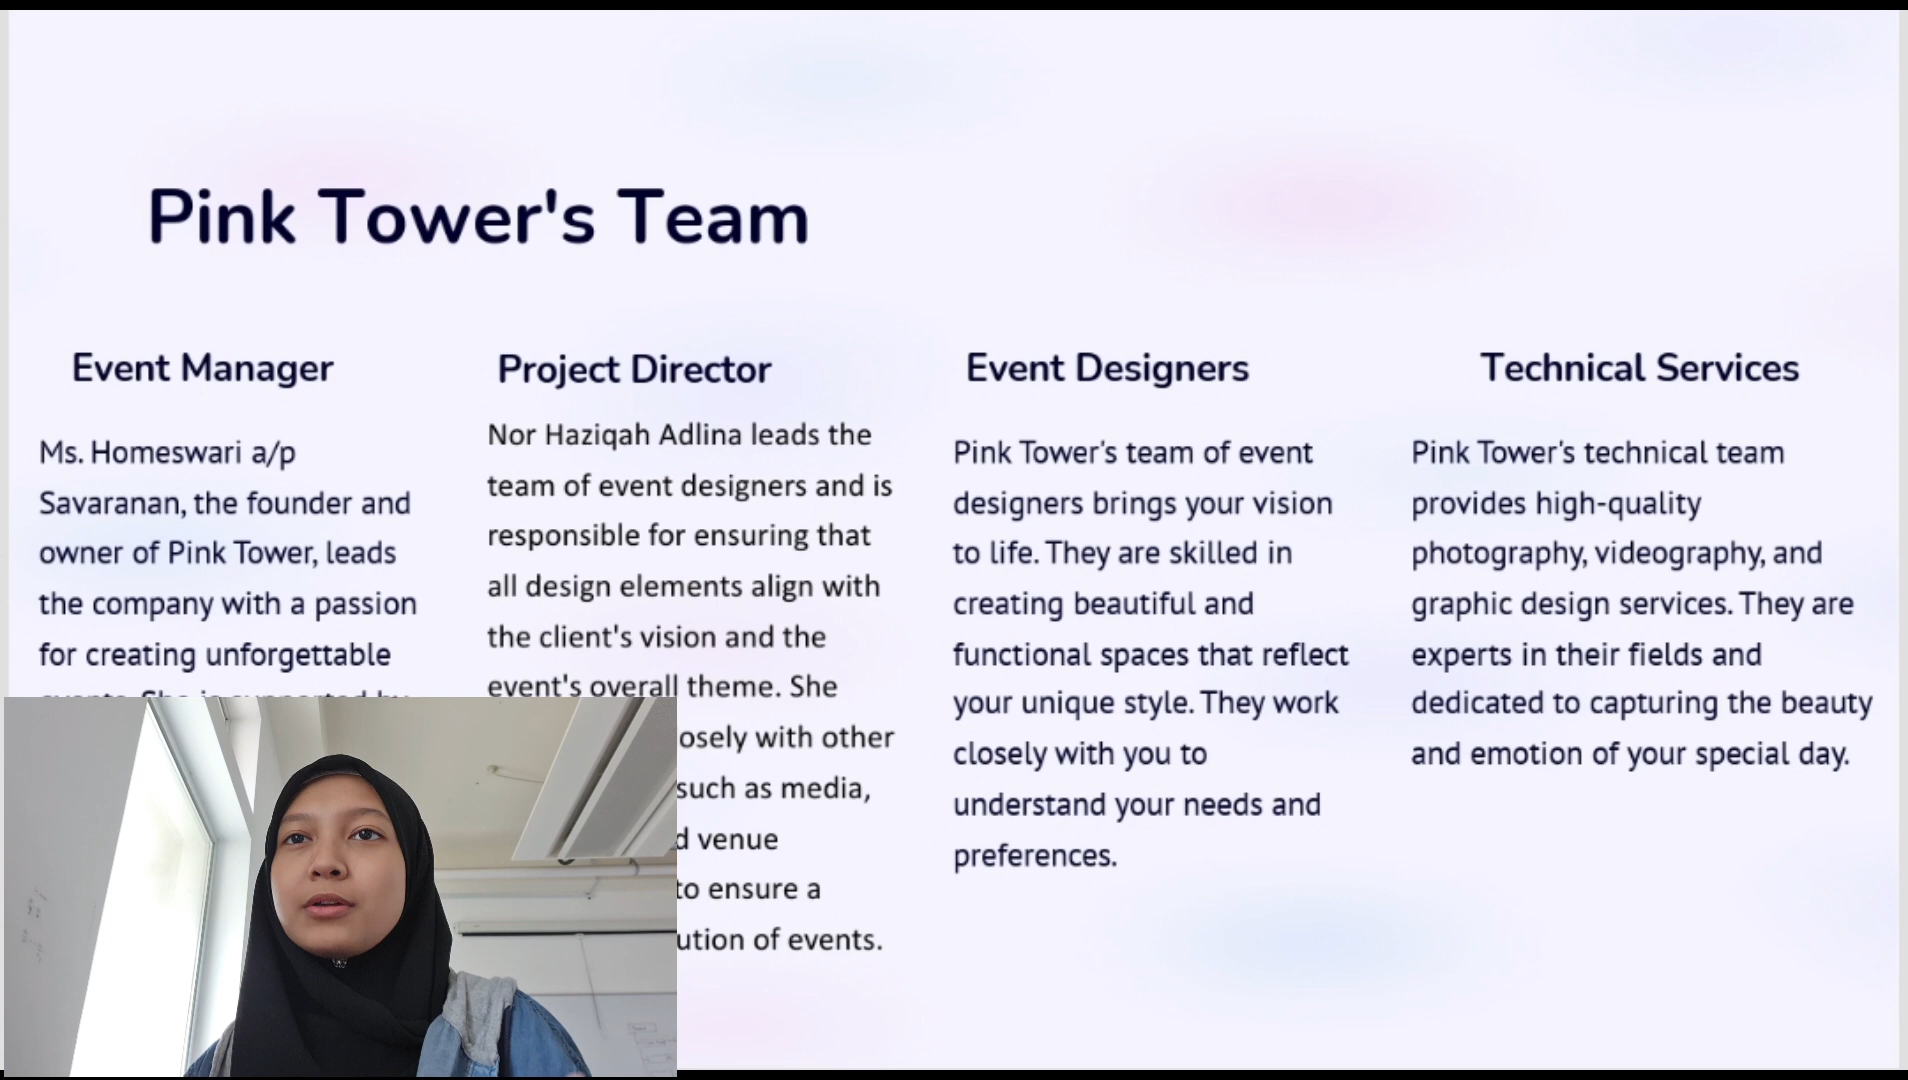 Pink Tower's Team
Event Manager
Ms. Homeswari a/p
Savaranan, the founder and
owner of Pink Tower, leads
the company with a passion
for creating unforgettable
events. She is supported by
Project Director
Nor Haziqah Adlina leads the
team of event designers and is
responsible for ensuring that
all design elements align with
the client's vision and the
event's overall theme. She
osely with other
such as media,
d venue
to ensure a
ution of events.
Event Designers
Pink Tower's team of event
designers brings your vision
to life. They are skilled in
creating beautiful and
functional spaces that reflect
your unique style. They work
closely with you to
understand your needs and
preferences.
Technical Services
Pink Tower's technical team
provides high-quality
photography, videography, and
graphic design services. They are
experts in their fields and
dedicated to capturing the beauty
and emotion of your special day.